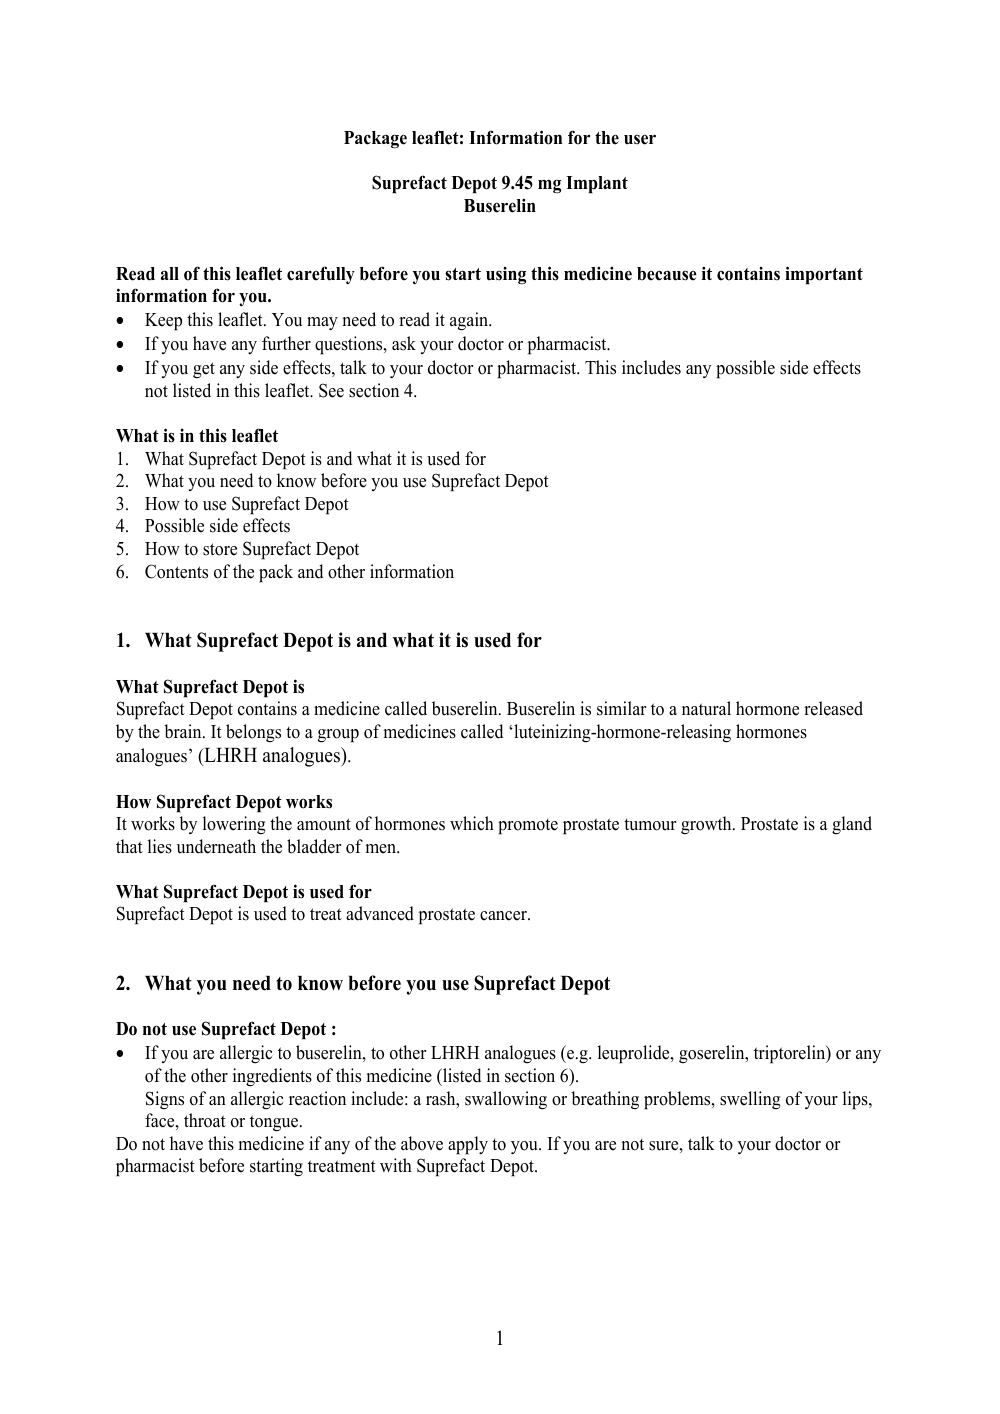 Package leaflet: Information for the user
Suprefact Depot 9.45 mg Implant
Buserelin
Read all of this leaflet carefully before you start using this medicine because it contains important
information for you.
• Keep this leaflet. You may need to read it again.
• If you have any further questions, ask your doctor or pharmacist.
• If you get any side effects, talk to your doctor or pharmacist. This includes any possible side effects
not listed in this leaflet. See section 4.
What is in this leaflet
1. What Suprefact Depot is and what it is used for
2. What you need to know before you use Suprefact Depot
3. How to use Suprefact Depot
4. Possible side effects
5. How to store Suprefact Depot
6. Contents of the pack and other information
1. What Suprefact Depot is and what it is used for
What Suprefact Depot is
Suprefact Depot contains a medicine called buserelin. Buserelin is similar to a natural hormone released
by the brain. It belongs to a group of medicines called ‘luteinizing-hormone-releasing hormones
analogues’ (LHRH analogues).
How Suprefact Depot works
It works by lowering the amount of hormones which promote prostate tumour growth. Prostate is a gland
that lies underneath the bladder of men.
What Suprefact Depot is used for
Suprefact Depot is used to treat advanced prostate cancer.
2. What you need to know before you use Suprefact Depot
Do not use Suprefact Depot :
• If you are allergic to buserelin, to other LHRH analogues (e.g. leuprolide, goserelin, triptorelin) or any
of the other ingredients of this medicine (listed in section 6).
Signs of an allergic reaction include: a rash, swallowing or breathing problems, swelling of your lips,
face, throat or tongue.
Do not have this medicine if any of the above apply to you. If you are not sure, talk to your doctor or
pharmacist before starting treatment with Suprefact Depot.
1